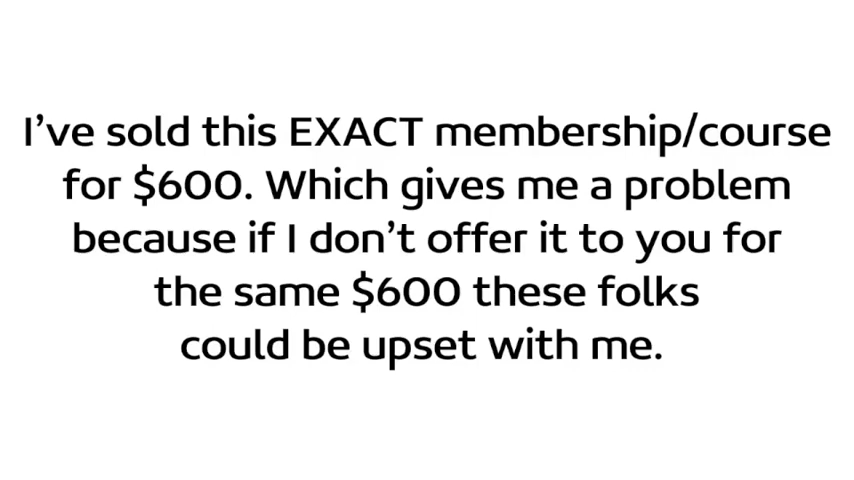 I’ve sold this EXACT membership/course
for $600. Which gives me a problem
because if I don’t offer it to you for
the same $600 these folks
could be upset with me.